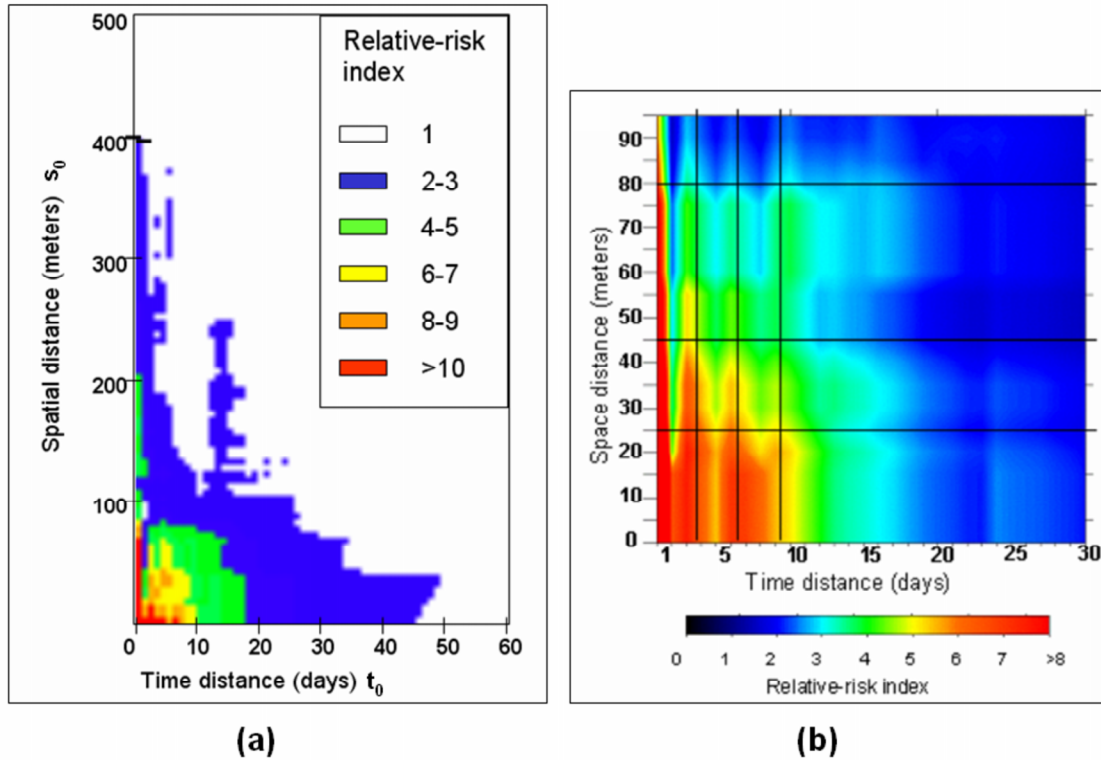 500
400
300
200
100
0
Spatial distance (meters) s₀
0 10 20 30 40 50 60
Time distance (days) t₀
Relative-risk
index
1
2-3
4-5
6-7
8-9
>10
(a)
90
80
70
60
50
40
30
20
10
0
Space distance (meters)
1 5 10 15 20 25 30
Time distance (days)
0 1 2 3 4 5 6 7 >8
Relative-risk index
(b)